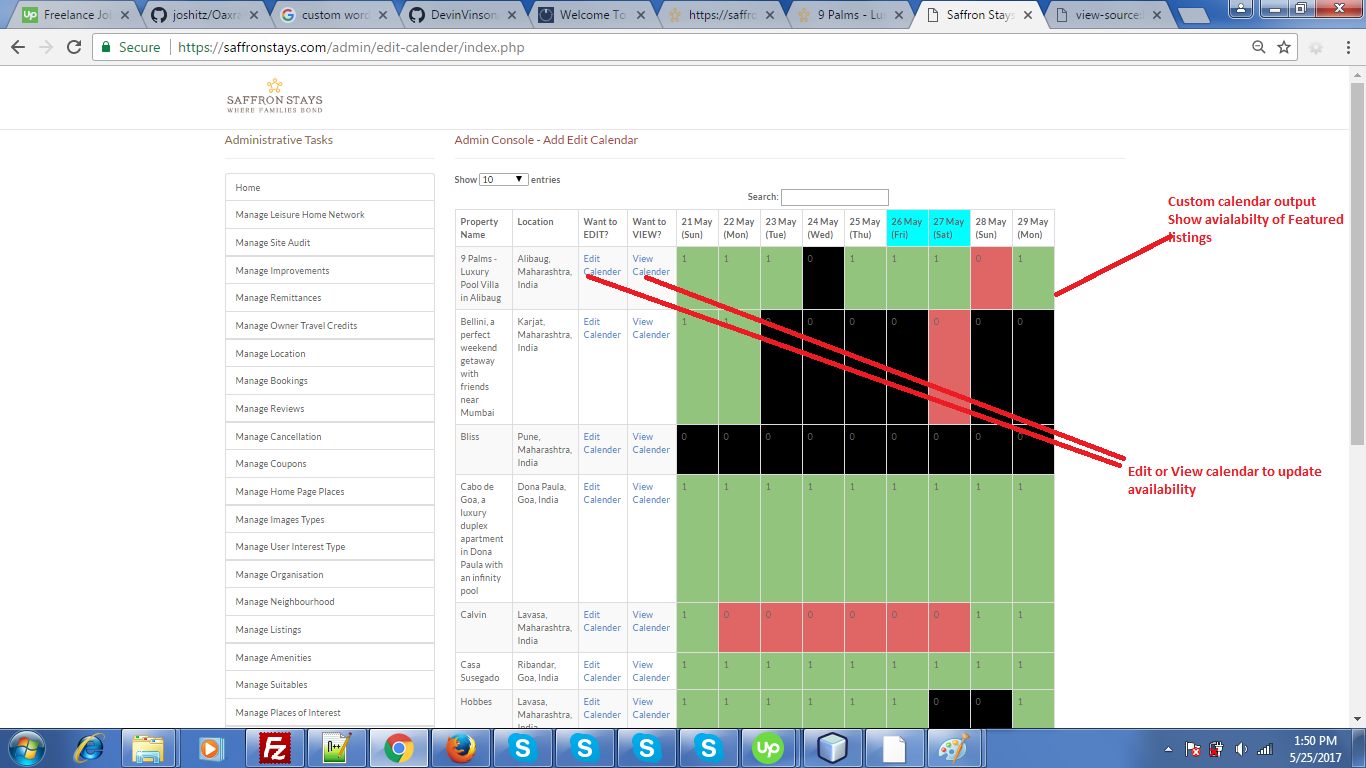 Freelance Jo
joshitz/Oaxra
custom word
DevinVinson
Welcome To
https://saffro
9 Palms - Lu
Saffron Stays
view-source:
Secure
https://saffronstays.com/admin/edit-calender/index.php
SAFFRON STAYS
WHERE FAMILIES BOND
Administrative Tasks
Home
Manage Leisure Home Network
Manage Site Audit
Manage Improvements
Manage Remittances
Manage Owner Travel Credits
Manage Location
Manage Bookings
Manage Reviews
Manage Cancellation
Manage Coupons
Manage Home Page Places
Manage Images Types
Manage User Interest Type
Manage Organisation
Manage Neighbourhood
Manage Listings
Manage Amenities
Manage Suitables
Manage Places of Interest
Admin Console - Add Edit Calendar
Show 10 entries
Search:
Property Name
Location
Want to EDIT?
Want to VIEW?
21 May (Sun)
22 May (Mon)
23 May (Tue)
24 May (Wed)
25 May (Thu)
26 May (Fri)
27 May (Sat)
28 May (Sun)
29 May (Mon)
9 Palms - Luxury Pool Villa in Alibaug
Alibaug, Maharashtra, India
Edit Calender
View Calender
1 1 1 0 1 1 1 0 1
Bellini, a perfect weekend getaway with friends near Mumbai
Karjat, Maharashtra, India
Edit Calender
View Calender
1 1 0 0 0 0 0 0 0
Bliss
Pune, Maharashtra, India
Edit Calender
View Calender
0 0 0 0 0 0 0 0 0
Cabo de Goa, a luxury duplex apartment in Dona Paula with an infinity pool
Dona Paula, Goa, India
Edit Calender
View Calender
1 1 1 1 1 1 1 1 1
Calvin
Lavasa, Maharashtra, India
Edit Calender
View Calender
1 0 0 0 0 0 0 1 1
Casa Susegado
Ribandar, Goa, India
Edit Calender
View Calender
1 1 1 1 1 1 1 1 1
Hobbes
Lavasa, Maharashtra, India
Edit Calender
View Calender
1 1 1 1 1 1 0 0 1
Custom calendar output
Show avialabilty of Featured
listings
Edit or View calendar to update
availability
1:50 PM
5/25/2017